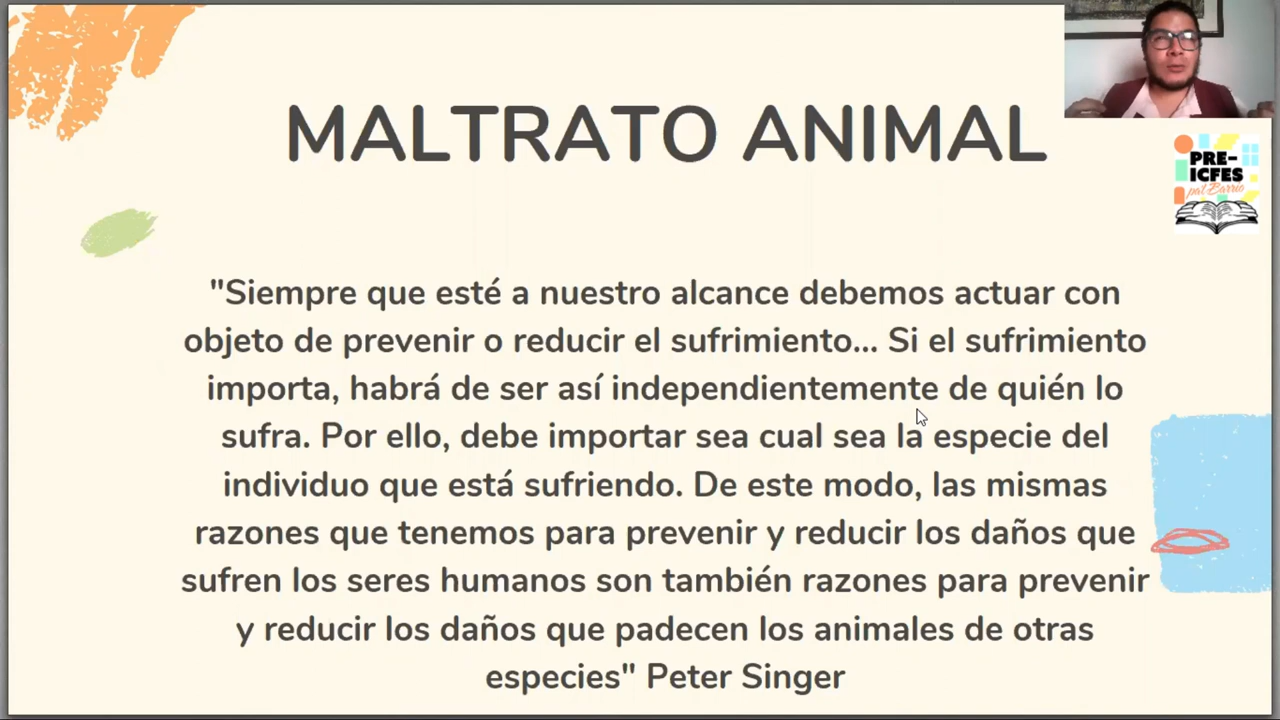 MALTRATO ANIMAL
PRE-
ICFES
pal Barrio
"Siempre que esté a nuestro alcance debemos actuar con
objeto de prevenir o reducir el sufrimiento... Si el sufrimiento
importa, habrá de ser así independientemente de quién lo
sufra. Por ello, debe importar sea cual sea la especie del
individuo que está sufriendo. De este modo, las mismas
razones que tenemos para prevenir y reducir los daños que
sufren los seres humanos son también razones para prevenir
y reducir los daños que padecen los animales de otras
especies" Peter Singer